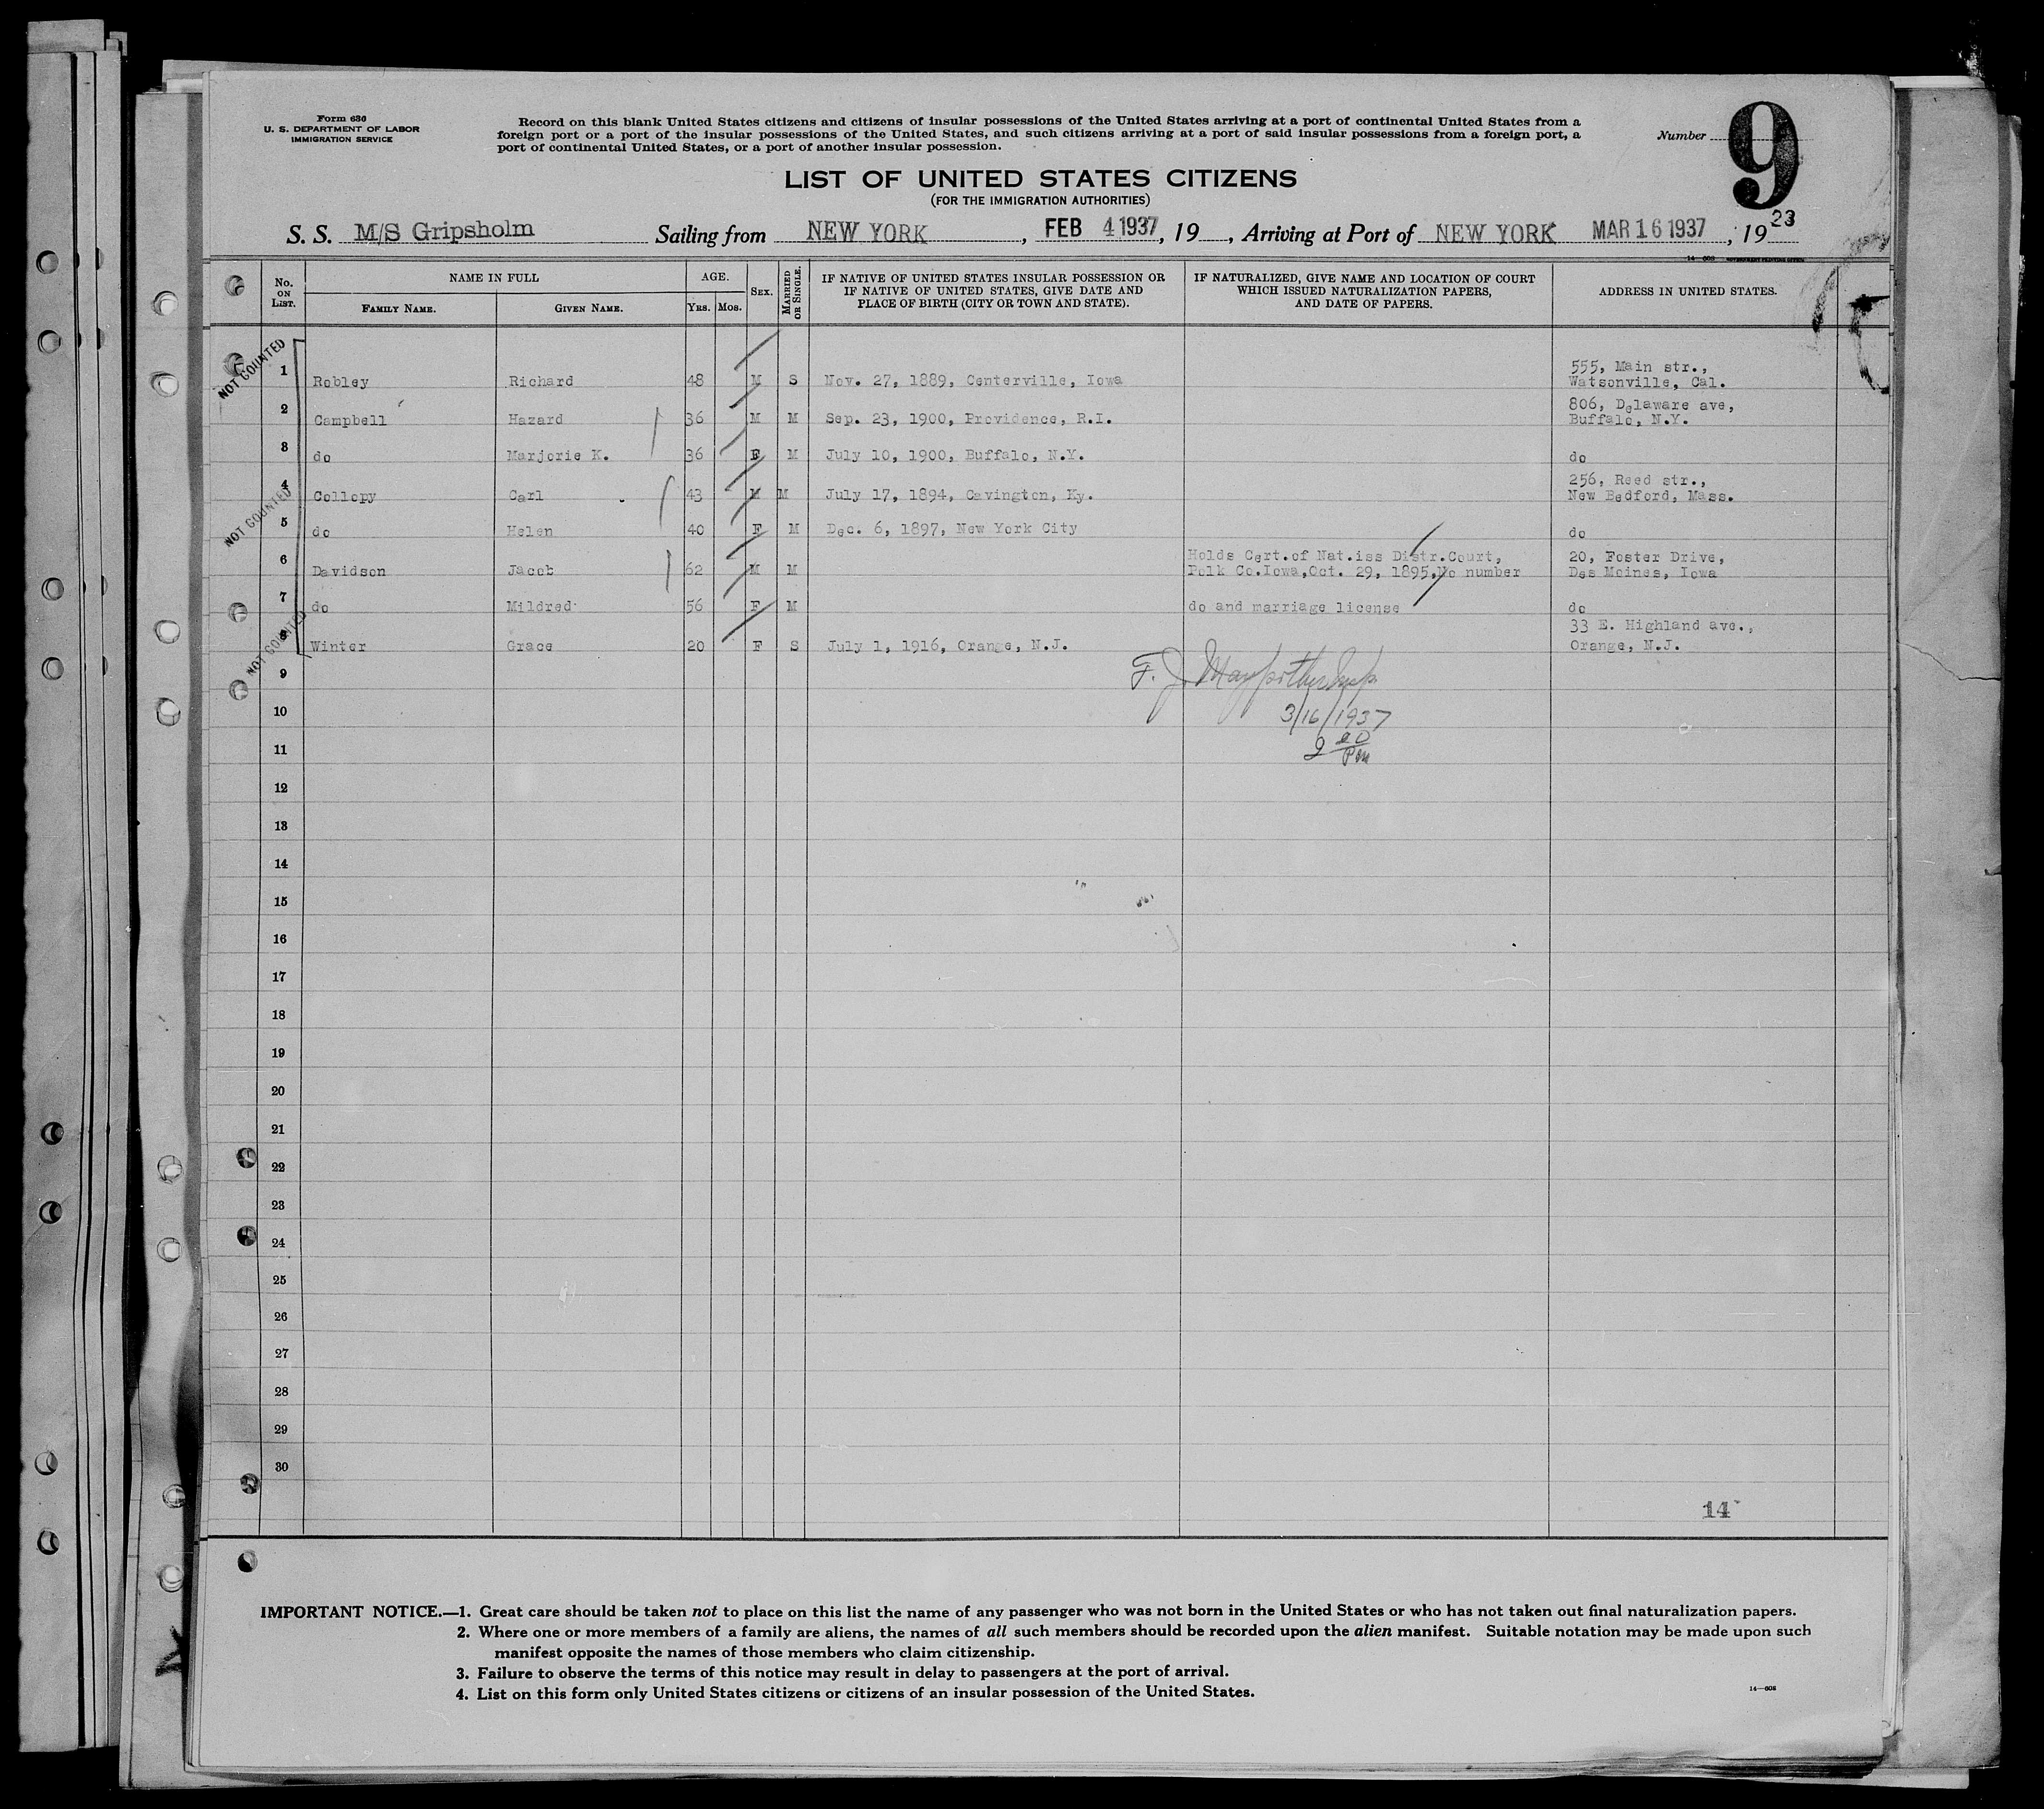 Form 630
U. S. DEPARTMENT OF LABOR
IMMIGRATION SERVICE
Record on this blank United States citizens and citizens of insular possessions of the United States arriving at a port of continental United States from a
foreign port or a port of the insular possessions of the United States, and such citizens arriving at a port of said insular possessions from a foreign port, a
port of continental United States, or a port of another insular possession.
Number 9
LIST OF UNITED STATES CITIZENS
(FOR THE IMMIGRATION AUTHORITIES)
S. S. M/S Gripsholm Sailing from NEW YORK, FEB 4 1937, 19 , Arriving at Port of NEW YORK MAR 16 1937, 19 23
No. ON LIST. NAME IN FULL FAMILY NAME. GIVEN NAME. AGE. YRS. MOS. SEX. MARRIED OR SINGLE. IF NATIVE OF UNITED STATES INSULAR POSSESSION OR IF NATIVE OF UNITED STATES, GIVE DATE AND PLACE OF BIRTH (CITY OR TOWN AND STATE). IF NATURALIZED, GIVE NAME AND LOCATION OF COURT WHICH ISSUED NATURALIZATION PAPERS, AND DATE OF PAPERS. ADDRESS IN UNITED STATES.
NOT COUNTED
555, Main str.,
1 Robley Richard 48 M S Nov. 27, 1889, Centerville, Iowa Watsonville, Cal.
806, Delaware ave,
2 Campbell Hazard 36 M M Sep. 23, 1900, Providence, R.I. Buffalo, N.Y.
3 do Marjorie K. 36 F M July 10, 1900, Buffalo, N.Y. do
256, Reed str.,
4 Collopy Carl 43 M M July 17, 1894, Cavington, Ky. New Bedford, Mass.
NOT COUNTED
5 do Helen 40 F M Dec. 6, 1897, New York City do
Holds Cert.of Nat.iss Distr.Court, 20, Foster Drive,
6 Davidson Jacob 62 M M Polk Co.Iowa,Oct. 29, 1895,No number Des Moines, Iowa
7 do Mildred 56 F M do and marriage license do
NOT COUNTED
33 E. Highland ave.,
8 Winter Grace 20 F S July 1, 1916, Orange, N.J. Orange, N.J.
9
F. J.
10
3/16/1937
11
2 00 Pm
12
13
14
15
16
17
18
19
20
21
22
23
24
25
26
27
28
29
30
14
IMPORTANT NOTICE.—1. Great care should be taken not to place on this list the name of any passenger who was not born in the United States or who has not taken out final naturalization papers.
2. Where one or more members of a family are aliens, the names of all such members should be recorded upon the alien manifest. Suitable notation may be made upon such
manifest opposite the names of those members who claim citizenship.
3. Failure to observe the terms of this notice may result in delay to passengers at the port of arrival.
4. List on this form only United States citizens or citizens of an insular possession of the United States.
14—608